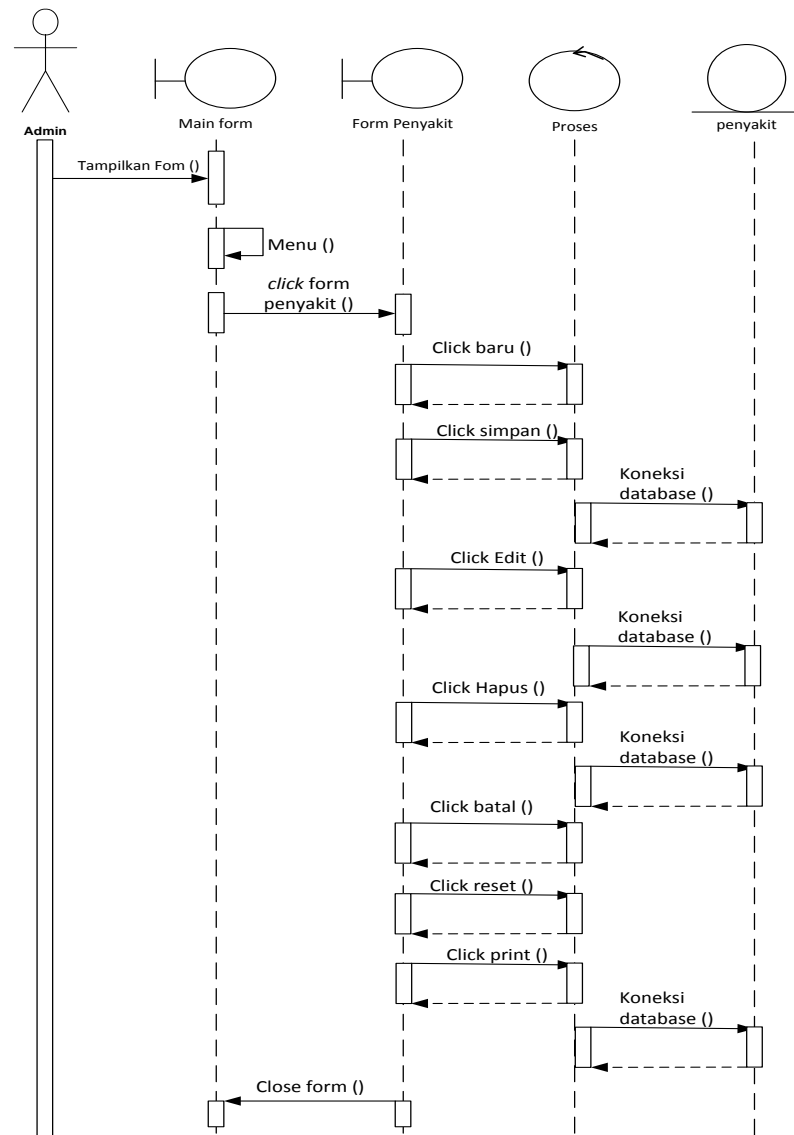 Admin
Main form
Form Penyakit
Proses
penyakit
Tampilkan Fom ()
Menu ()
click form
penyakit ()
Click baru ()
Click simpan ()
Koneksi
database ()
Click Edit ()
Koneksi
database ()
Click Hapus ()
Koneksi
database ()
Click batal ()
Click reset ()
Click print ()
Koneksi
database ()
Close form ()